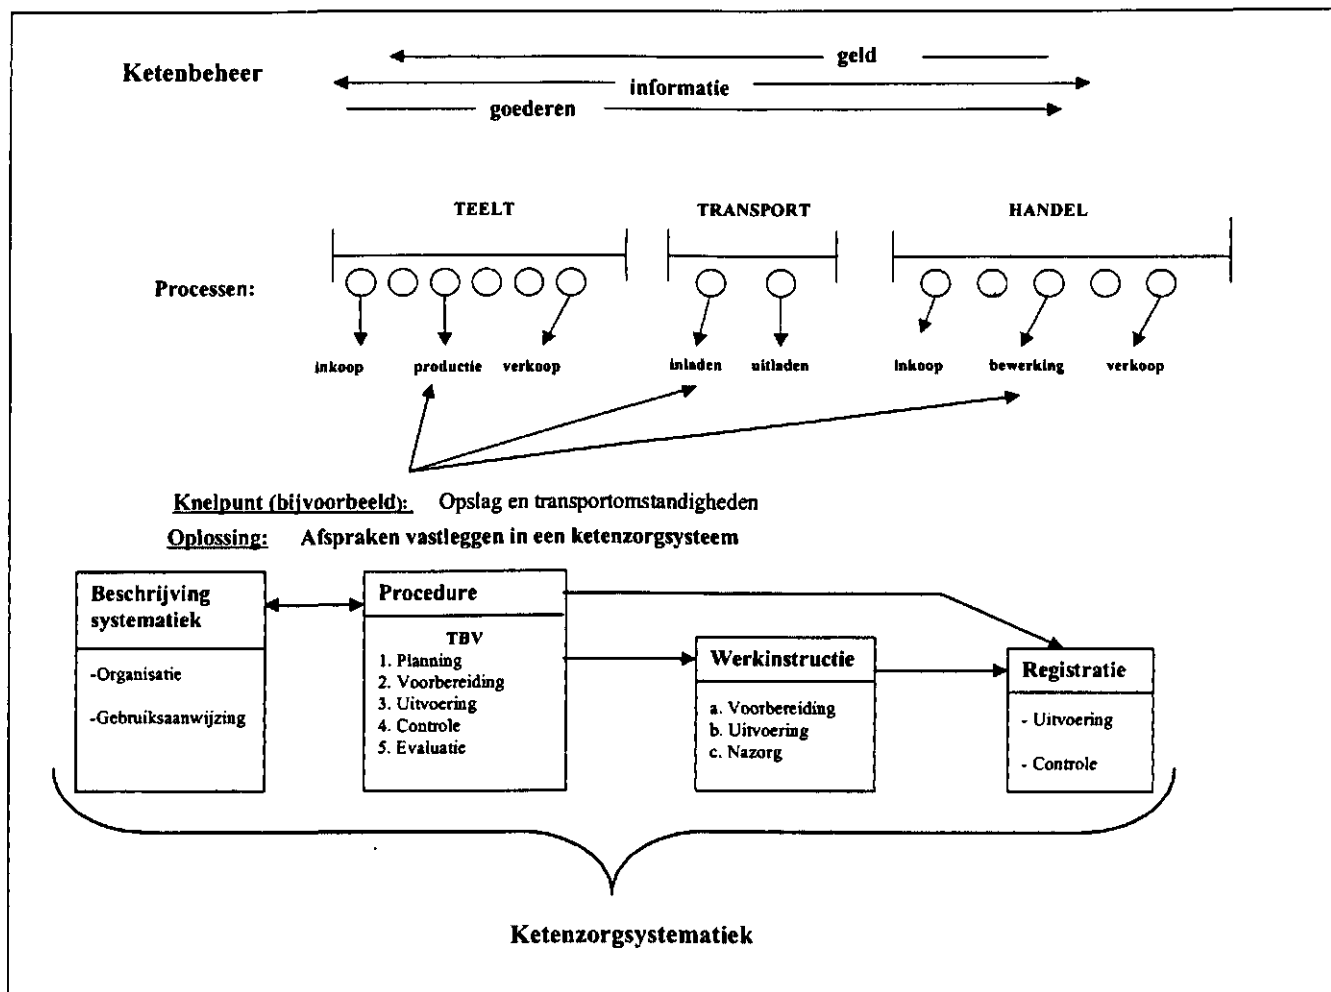 Ketenbeheer
geld
informatie
goederen
TEELT TRANSPORT HANDEL
Processen:
inkoop productie verkoop inladen uitladen inkoop bewerking verkoop
Knelpunt (bijvoorbeeld): Opslag en transportomstandigheden
Oplossing: Afspraken vastleggen in een ketenzorgsysteem
Beschrijving
systematiek
-Organisatie
-Gebruiksaanwijzing
Procedure
TBV
1. Planning
2. Voorbereiding
3. Uitvoering
4. Controle
5. Evaluatie
Werkinstructie
a. Voorbereiding
b. Uitvoering
c. Nazorg
Registratie
- Uitvoering
- Controle
Ketenzorgsystematiek